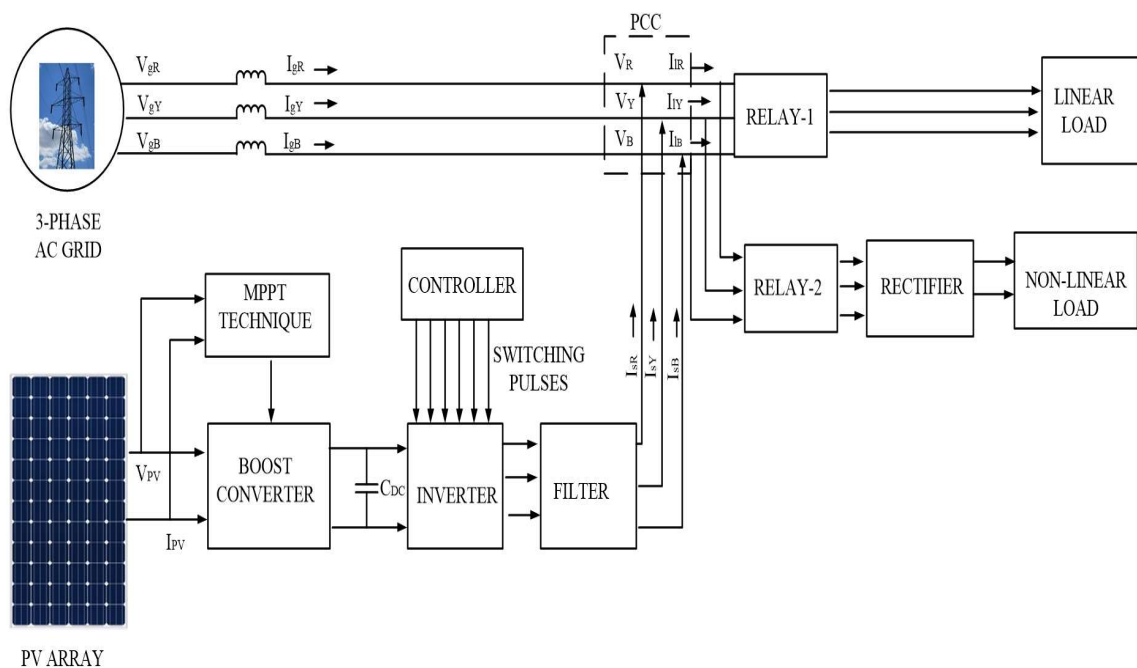 PCC
VgR
IgR
VR
IlR
VgY
IgY
VY
IlY
VgB
IgB
VB
IlB
RELAY-1
LINEAR
LOAD
3-PHASE
AC GRID
MPPT
TECHNIQUE
CONTROLLER
RELAY-2
RECTIFIER
NON-LINEAR
LOAD
SWITCHING
PULSES
IsR
IsY
IsB
VPV
IPV
BOOST
CONVERTER
CDC
INVERTER
FILTER
PV ARRAY